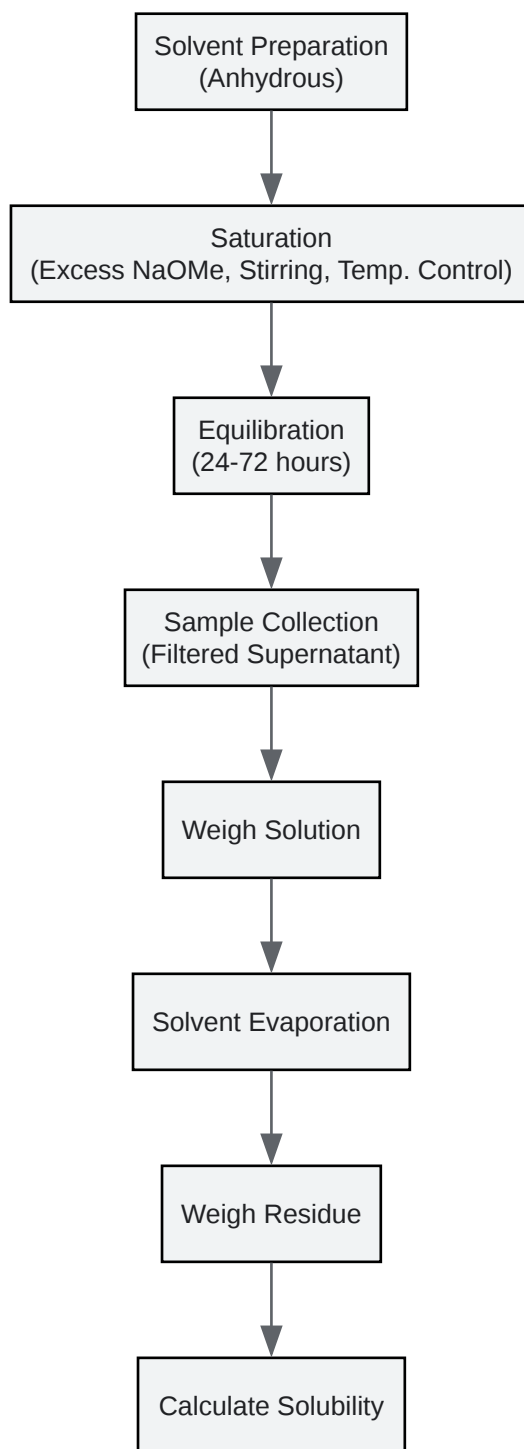 Solvent Preparation
(Anhydrous)
Saturation
(Excess NaOMe, Stirring, Temp. Control)
Equilibration
(24-72 hours)
Sample Collection
(Filtered Supernatant)
Weigh Solution
Solvent Evaporation
Weigh Residue
Calculate Solubility